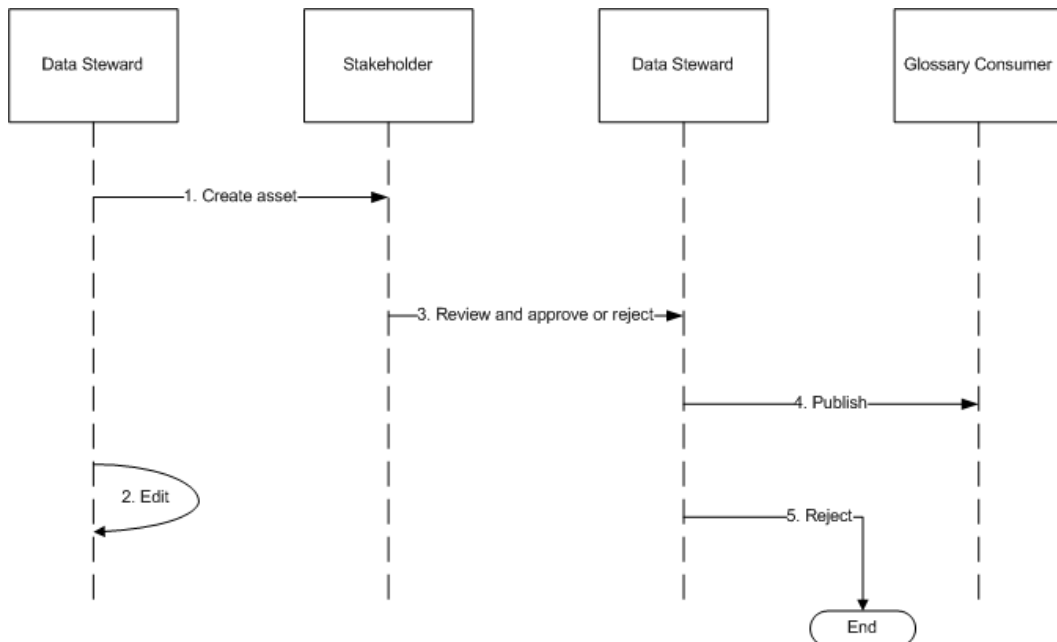 Data Steward
Stakeholder
Data Steward
Glossary Consumer
1. Create asset
3. Review and approve or reject
4. Publish
2. Edit
5. Reject
End